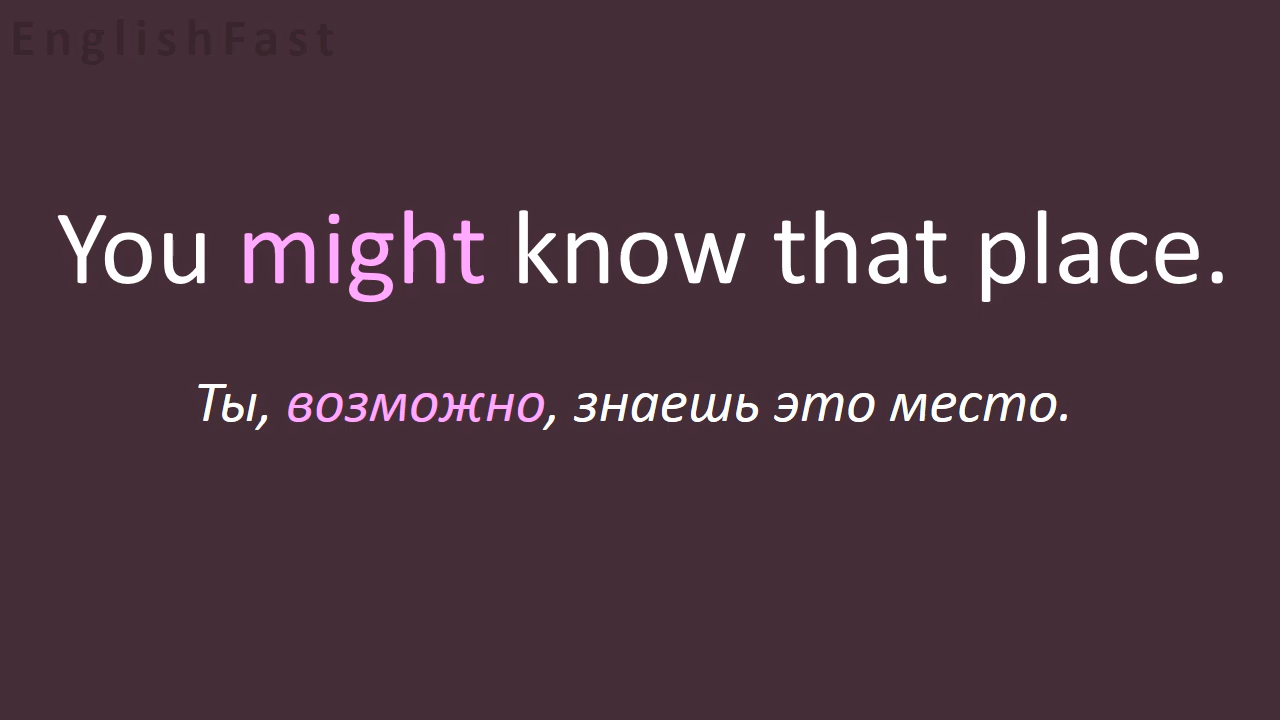 EnglishFast
You might know that place.
Ты, возможно, знаешь это место.